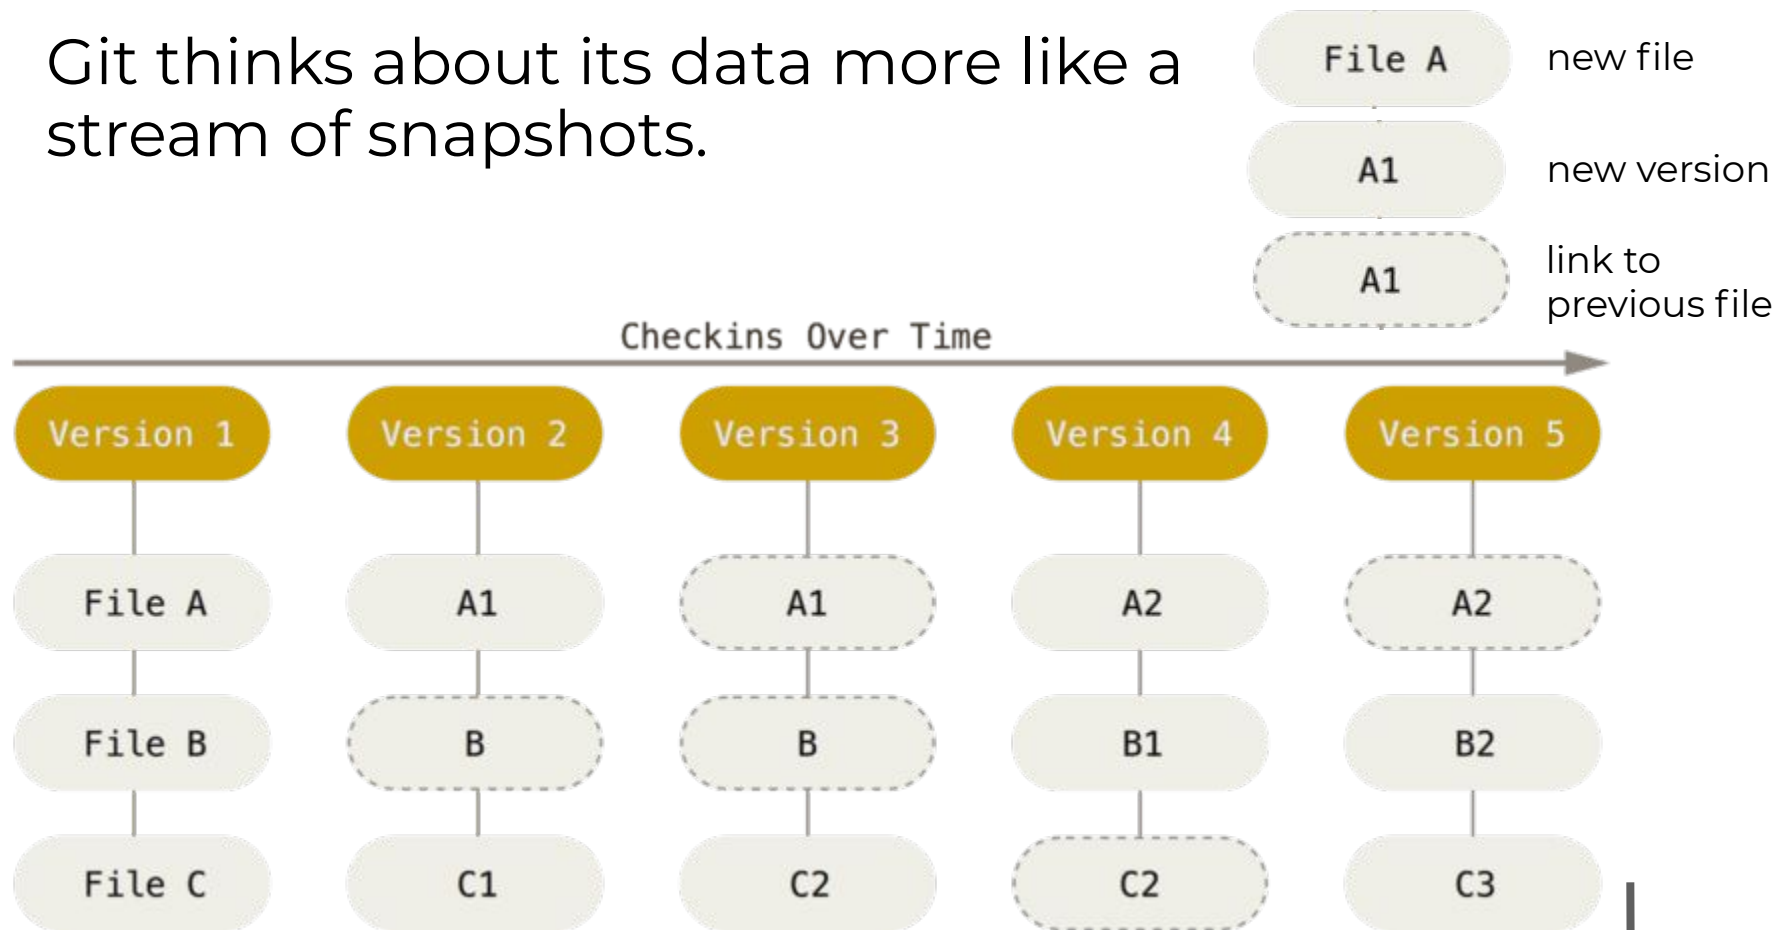 Git thinks about its data more like a
stream of snapshots.
File A
new file
A1
new version
A1
link to
previous file
Checkins Over Time
Version 1
Version 2
Version 3
Version 4
Version 5
File A
A1
A1
A2
A2
File B
B
B
B1
B2
File C
C1
C2
C2
C3